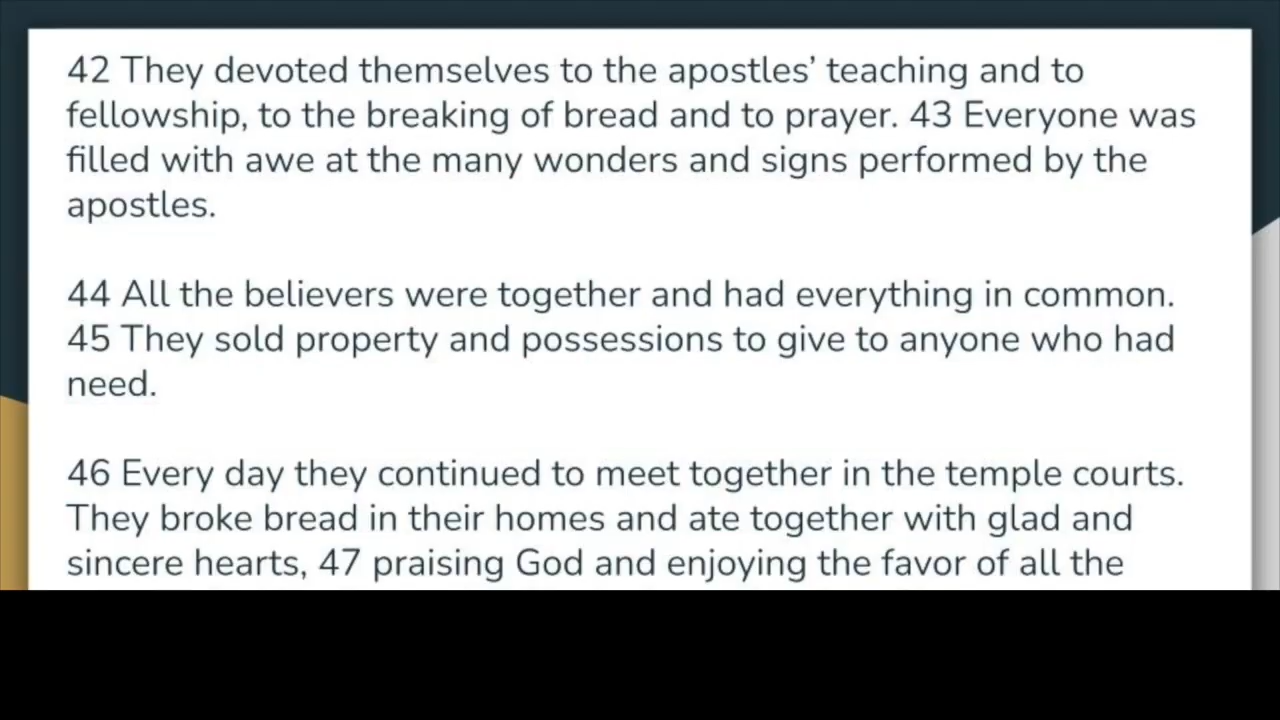 42 They devoted themselves to the apostles’ teaching and to
fellowship, to the breaking of bread and to prayer. 43 Everyone was
filled with awe at the many wonders and signs performed by the
apostles.
44 All the believers were together and had everything in common.
45 They sold property and possessions to give to anyone who had
need.
46 Every day they continued to meet together in the temple courts.
They broke bread in their homes and ate together with glad and
sincere hearts, 47 praising God and enjoying the favor of all the